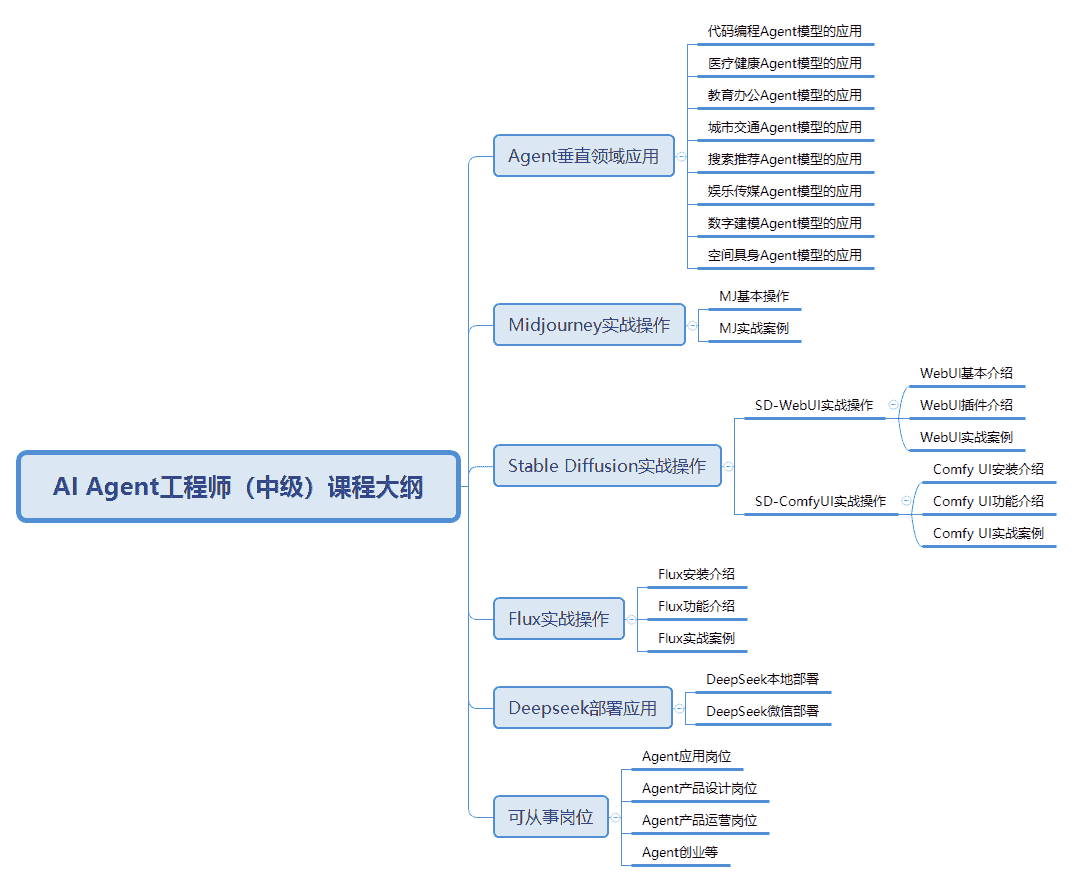 AI Agent工程师（中级）课程大纲
Agent垂直领域应用
代码编程Agent模型的应用
医疗健康Agent模型的应用
教育办公Agent模型的应用
城市交通Agent模型的应用
搜索推荐Agent模型的应用
娱乐传媒Agent模型的应用
数字建模Agent模型的应用
空间具身Agent模型的应用
Midjourney实战操作
MJ基本操作
MJ实战案例
Stable Diffusion实战操作
SD-WebUI实战操作
WebUI基本介绍
WebUI插件介绍
WebUI实战案例
SD-ComfyUI实战操作
Comfy UI安装介绍
Comfy UI功能介绍
Comfy UI实战案例
Flux实战操作
Flux安装介绍
Flux功能介绍
Flux实战案例
Deepseek部署应用
DeepSeek本地部署
DeepSeek微信部署
可从事岗位
Agent应用岗位
Agent产品设计岗位
Agent产品运营岗位
Agent创业等